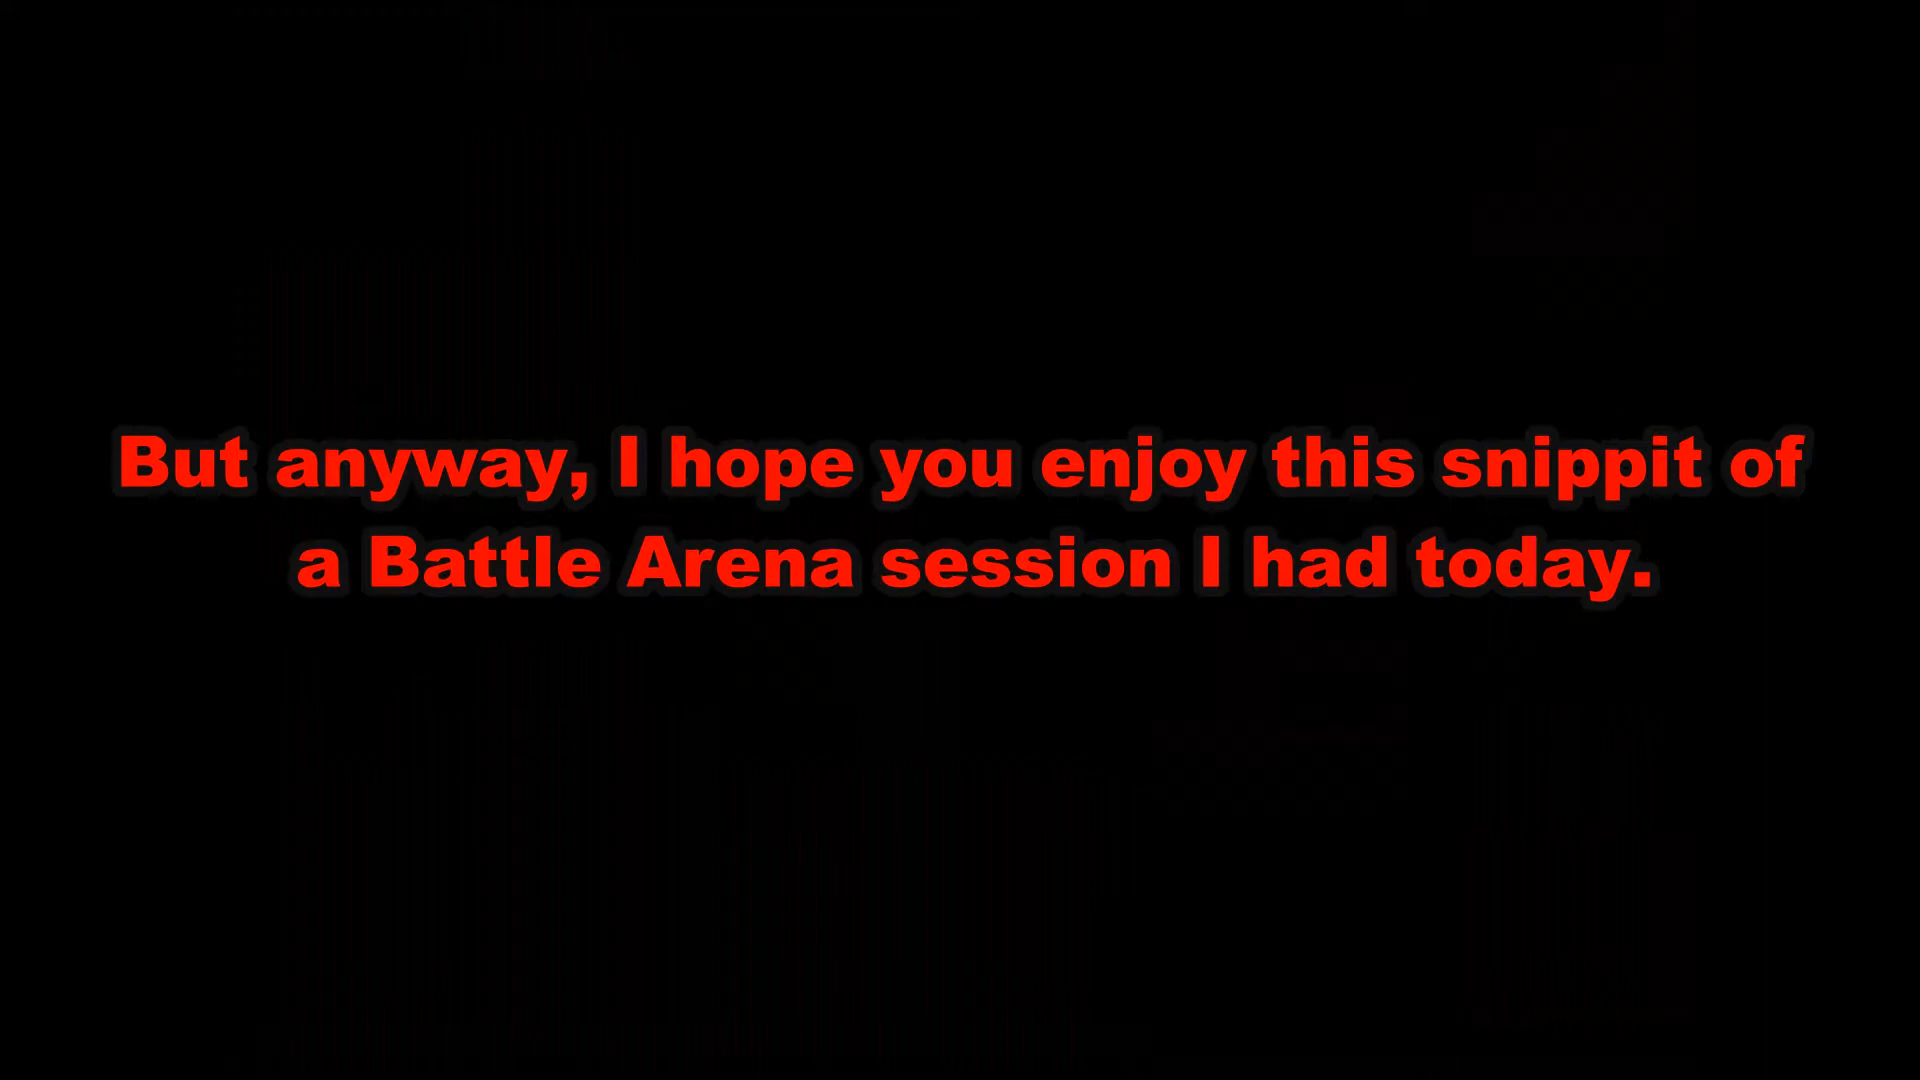 But anyway, I hope you enjoy this snippit of
a Battle Arena session I had today.